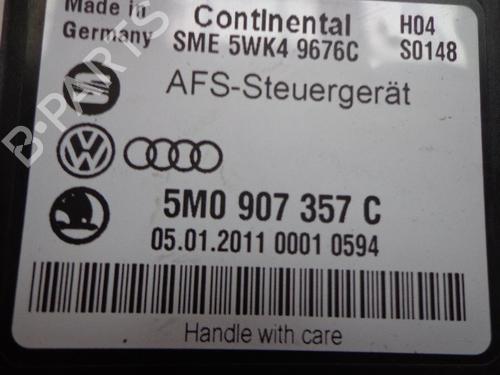 Made in
Germany
Continental
SME 5WK4 9676C
H04
S0148
AFS-Steuergerät
5M0 907 357 C
05.01.2011 0001 0594
Handle with care
B-PARTS